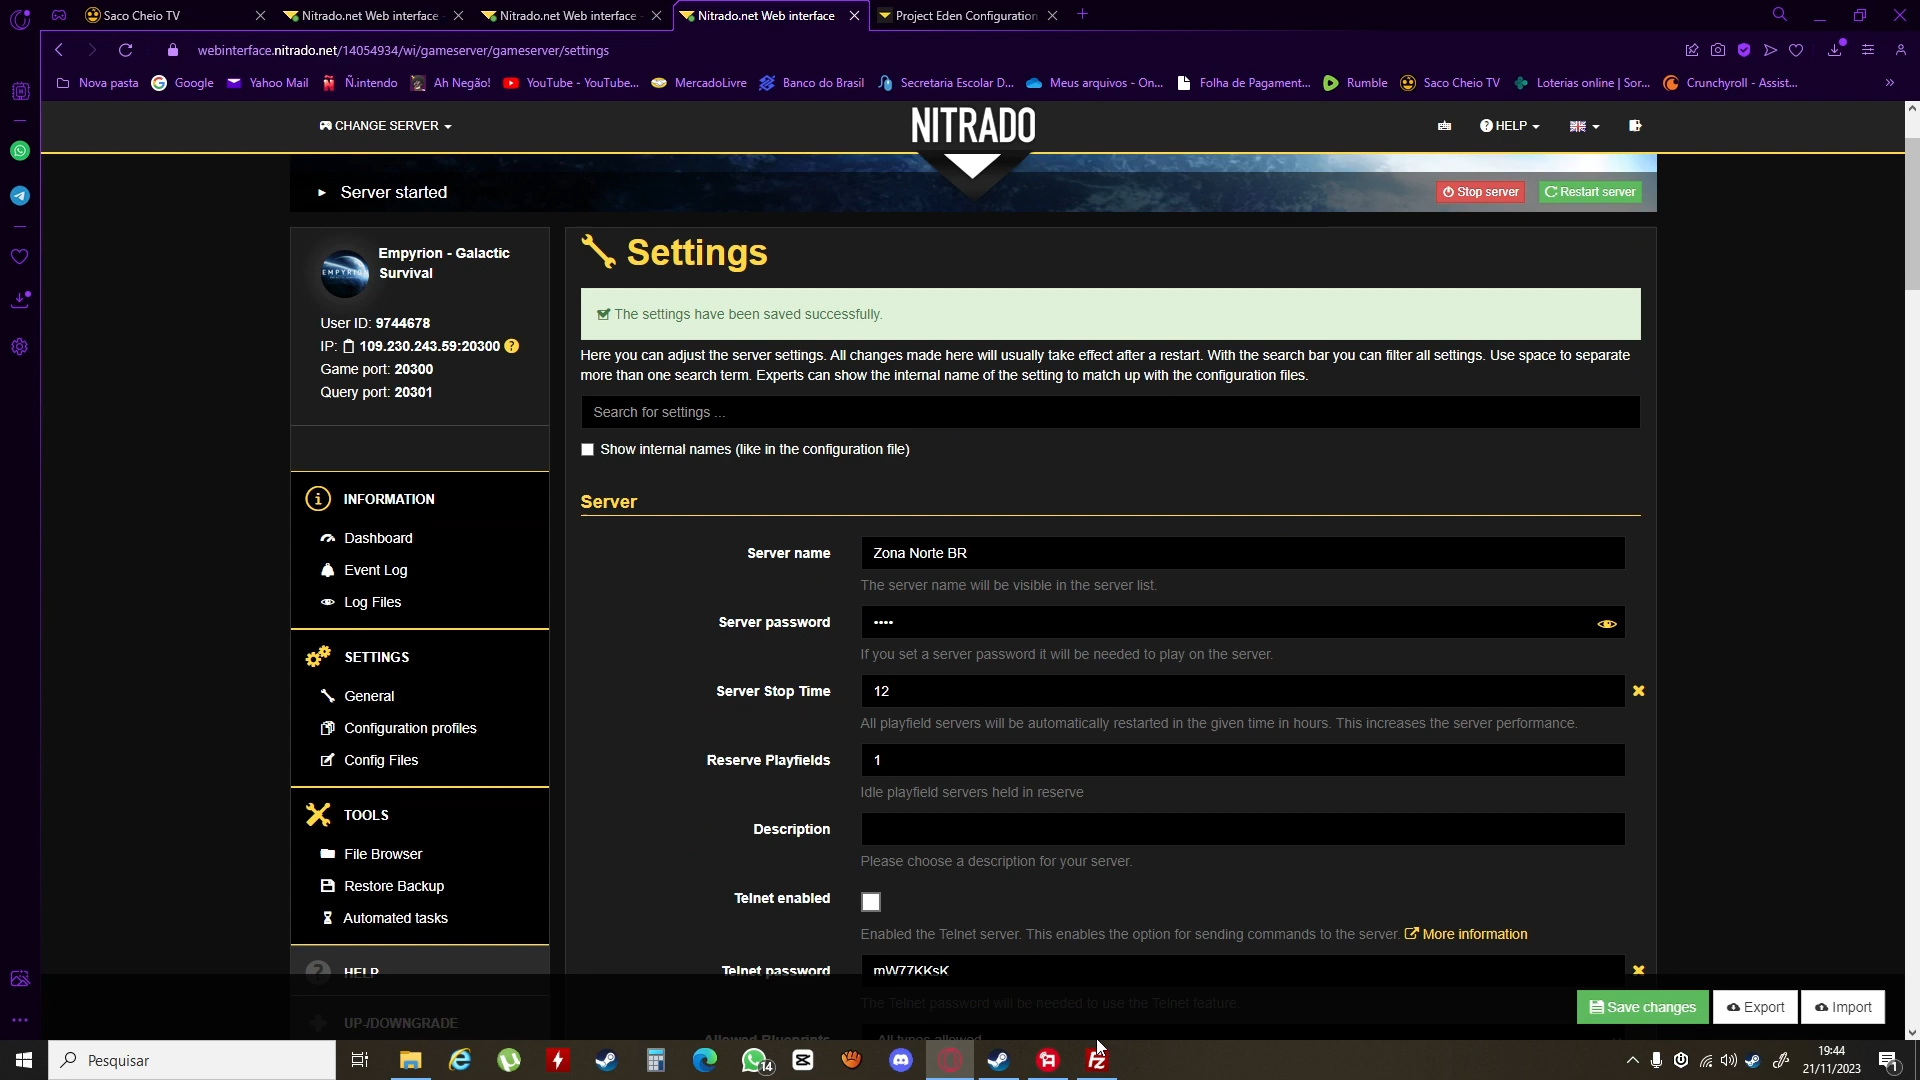 Saco Cheio TV
Nitrado.net Web interface
Nitrado.net Web interface
Nitrado.net Web interface
Project Eden Configuration
webinterface.nitrado.net/14054934/wi/gameserver/gameserver/settings
Nova pasta
Google
Yahoo Mail
Ñ.intendo
Ah Negão!
YouTube - YouTube...
MercadoLivre
Banco do Brasil
Secretaria Escolar D...
Meus arquivos - On...
Folha de Pagament...
Rumble
Saco Cheio TV
Loterias online | Sor...
Crunchyroll - Assist...
CHANGE SERVER
NITRADO
HELP
Server started
Stop server
Restart server
EMPYRION
Empyrion - Galactic
Survival
User ID: 9744678
IP: 109.230.243.59:20300
Game port: 20300
Query port: 20301
INFORMATION
Dashboard
Event Log
Log Files
SETTINGS
General
Configuration profiles
Config Files
TOOLS
File Browser
Restore Backup
Automated tasks
HELP
UP-/DOWNGRADE
Settings
The settings have been saved successfully.
Here you can adjust the server settings. All changes made here will usually take effect after a restart. With the search bar you can filter all settings. Use space to separate
more than one search term. Experts can show the internal name of the setting to match up with the configuration files.
Search for settings ...
Show internal names (like in the configuration file)
Server
Server name
Zona Norte BR
The server name will be visible in the server list.
Server password
••••
If you set a server password it will be needed to play on the server.
Server Stop Time
12
All playfield servers will be automatically restarted in the given time in hours. This increases the server performance.
Reserve Playfields
1
Idle playfield servers held in reserve
Description
Please choose a description for your server.
Telnet enabled
Enabled the Telnet server. This enables the option for sending commands to the server. More information
Telnet password
mW77KKsK
The Telnet password will be needed to use the Telnet feature.
Allowed Blueprints
All types allowed
Save changes
Export
Import
Pesquisar
14
19:44
21/11/2023
1